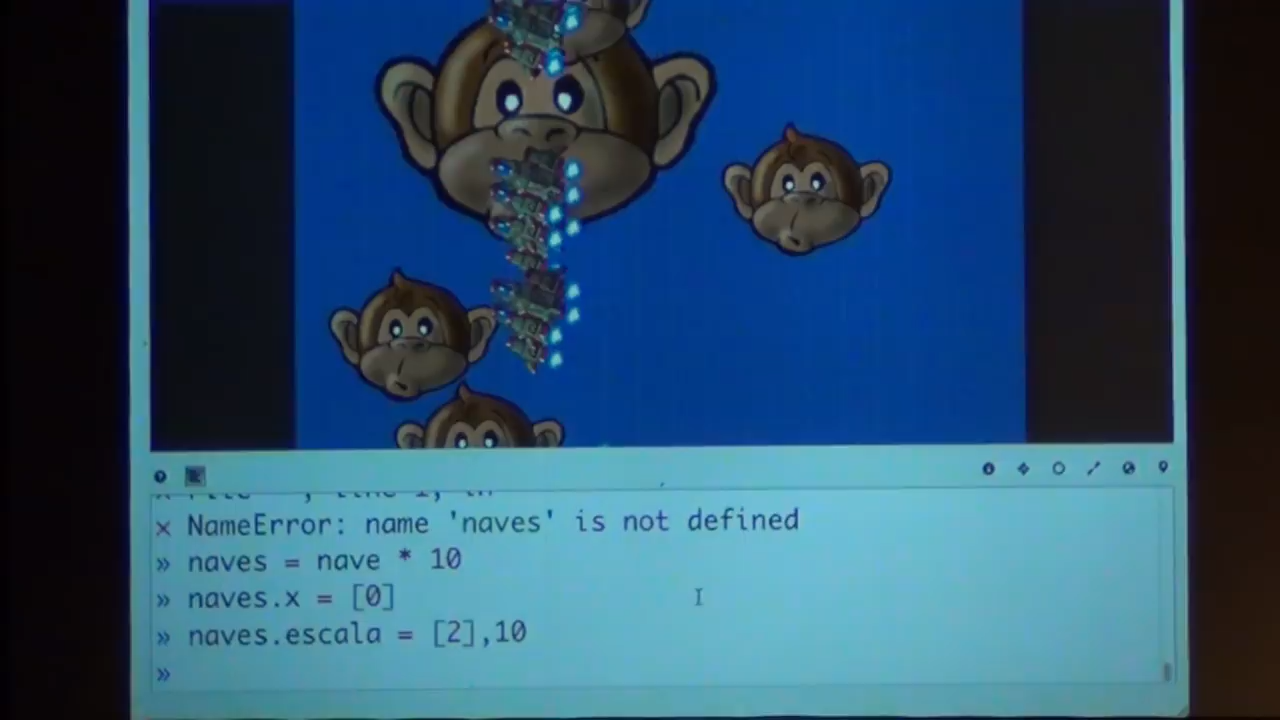 × NameError: name 'naves' is not defined
» naves = nave * 10
» naves.x = [0]
» naves.escala = [2],10
»